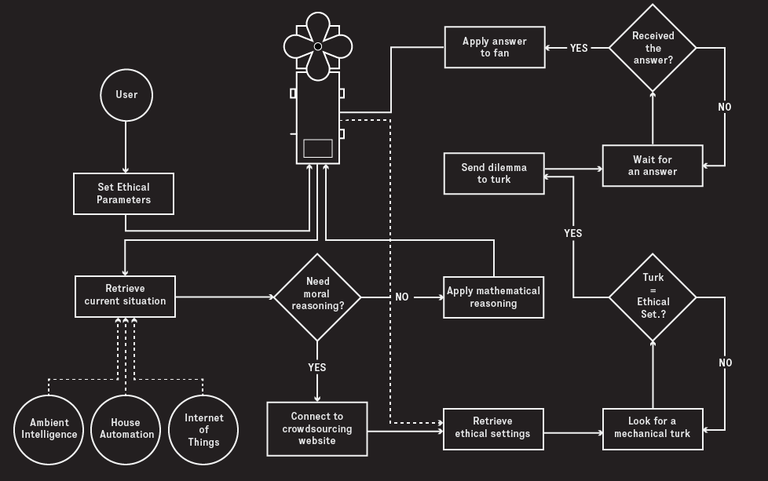 Apply answer
to fan
YES
Received
the
answer?
NO
User
Set Ethical
Parameters
Send dilemma
to turk
Wait for
an answer
YES
Retrieve
current situation
Need
moral
reasoning?
NO
Apply mathematical
reasoning
Turk
=
Ethical
Set.?
NO
YES
Ambient
Intelligence
House
Automation
Internet
of
Things
Connect to
crowdsourcing
website
Retrieve
ethical settings
Look for a
mechanical turk